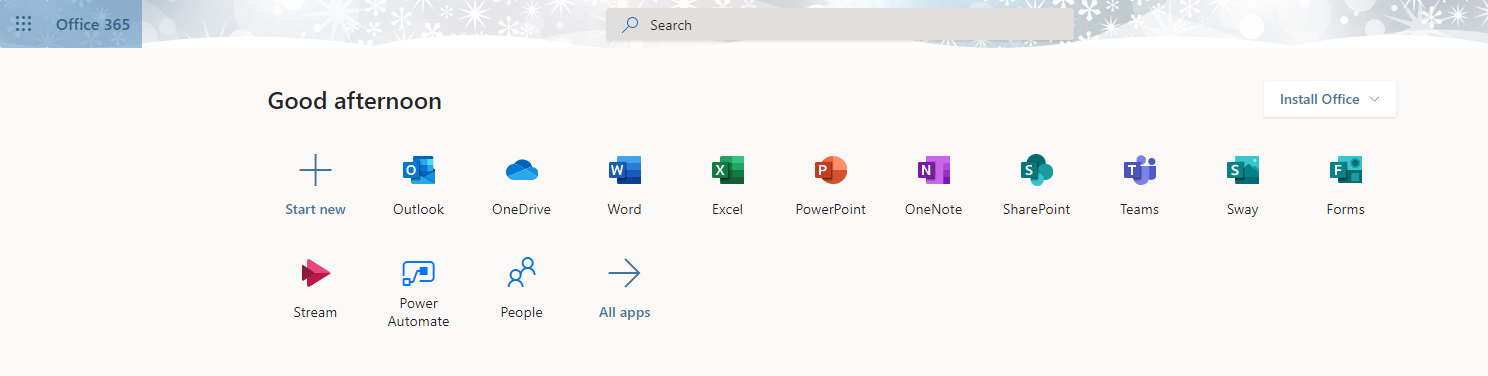 Office 365
Search
Good afternoon
Install Office
Start new
Outlook
OneDrive
Word
Excel
PowerPoint
OneNote
SharePoint
Teams
Sway
Forms
Stream
Power
Automate
People
All apps